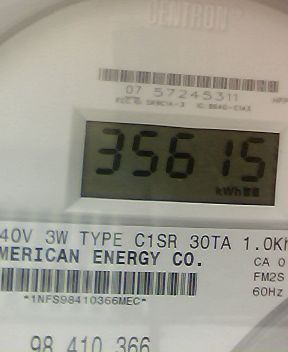 CENTRON
07 57245311
35615
kWh
40V 3W TYPE C1SR 30TA 1.0Kh
MERICAN ENERGY CO.
CA 0
FM2S
60Hz
*1NFS98410366MEC*
98 410 366